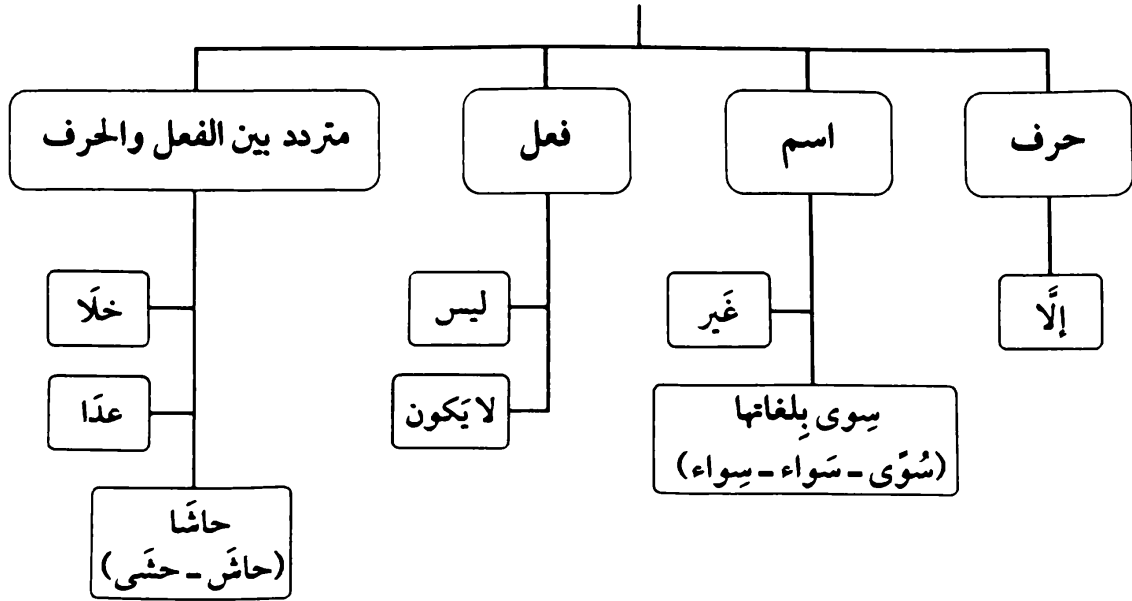 حرف
اسم
فعل
متردد بين الفعل والحرف
إلَّا
غَير
ليس
خلَا
سِوى بِلغاتها
(سُوًى - سَواء - سِواء)
لا يَكون
عدَا
حاشَا
(حاشَ - حشَى)